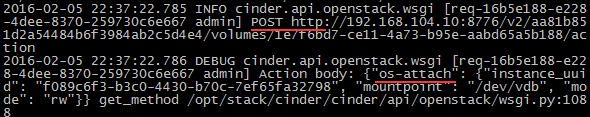 2016-02-05 22:37:22.785 INFO cinder.api.openstack.wsgi [req-16b5e188-e228
-4dee-8370-259730c6e667 admin] POST http://192.168.104.10:8776/v2/aa81b85
1d2a54484b6f3984ab2c5d4e4/volumes/1e7f6bd7-ce11-4a73-b95e-aabd65a5b188/ac
tion
2016-02-05 22:37:22.786 DEBUG cinder.api.openstack.wsgi [req-16b5e188-e22
8-4dee-8370-259730c6e667 admin] Action body: {"os-attach": {"instance_uui
d": "f089c6f3-b3c0-4430-b70c-7ef65fa32798", "mountpoint": "/dev/vdb", "mo
de": "rw"}} get_method /opt/stack/cinder/cinder/api/openstack/wsgi.py:108
8